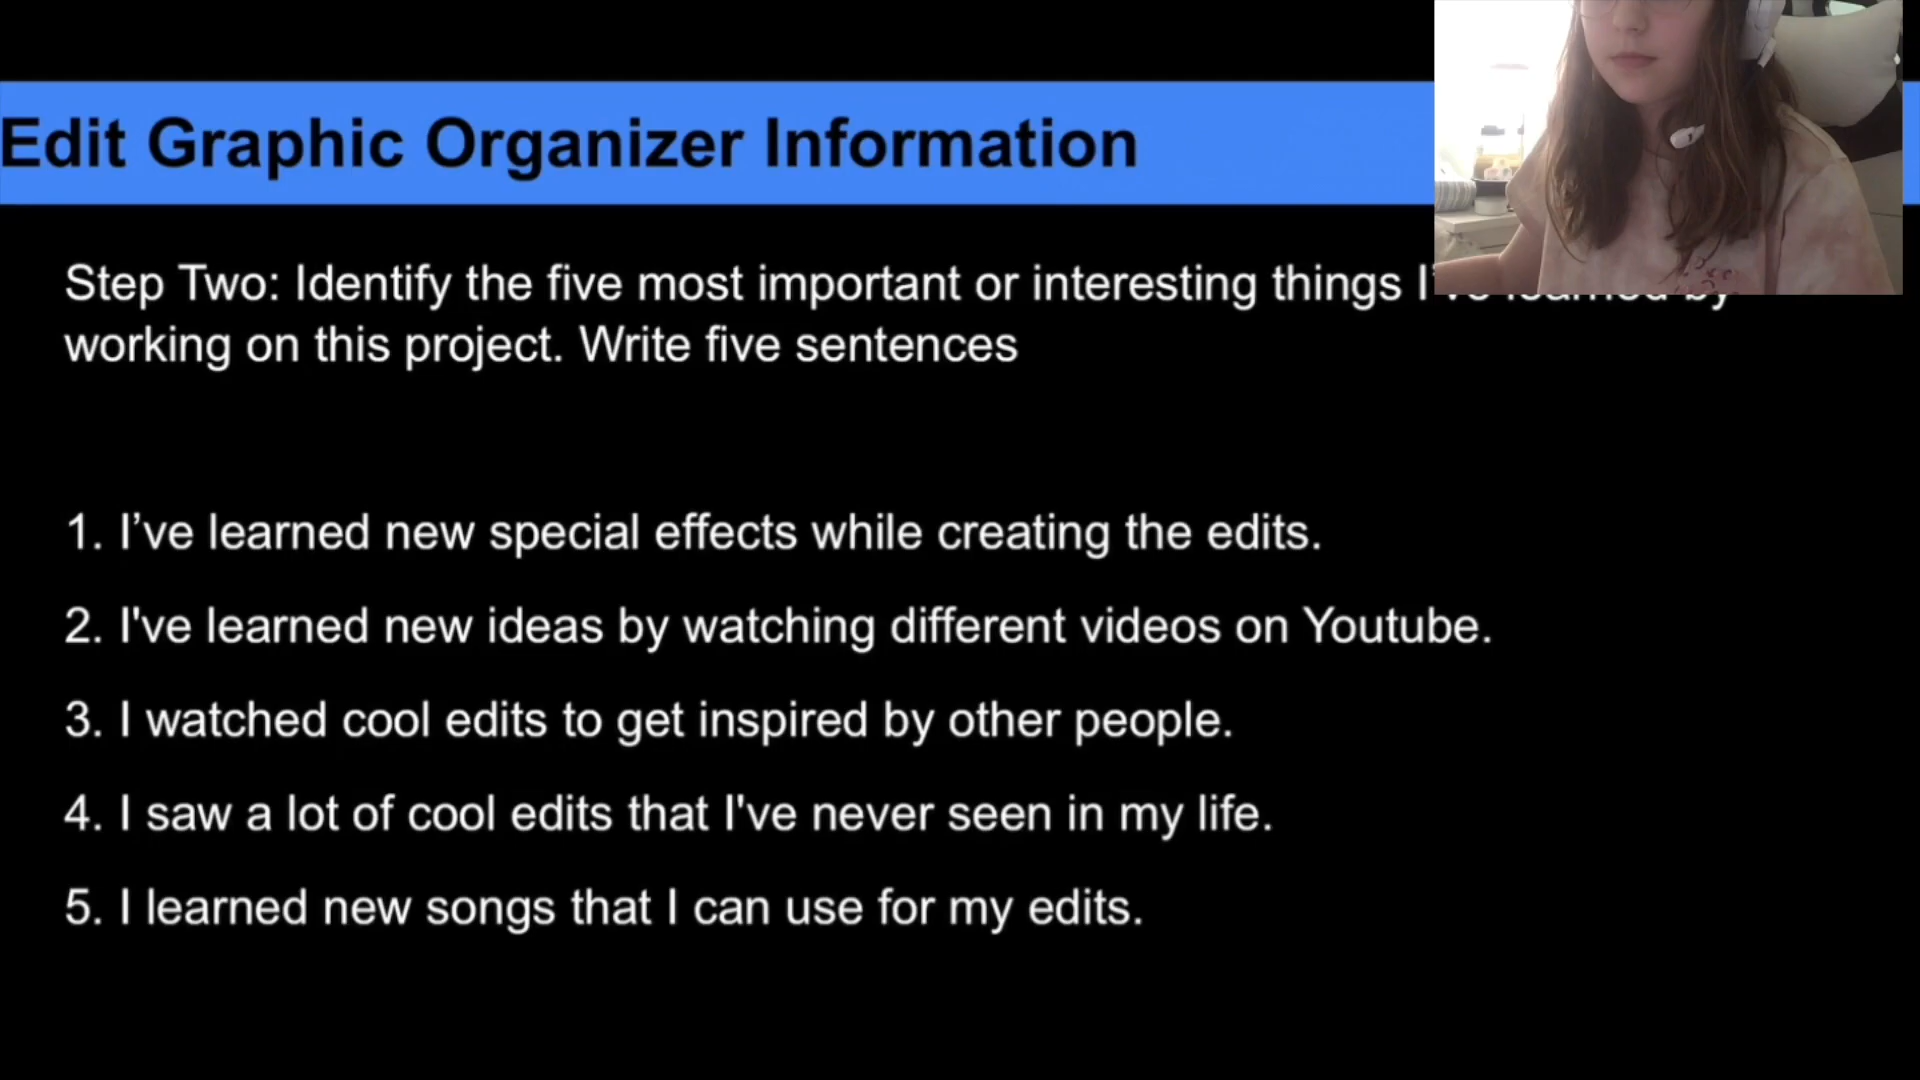 Edit Graphic Organizer Information
Step Two: Identify the five most important or interesting things I've learned by
working on this project. Write five sentences
1. I’ve learned new special effects while creating the edits.
2. I've learned new ideas by watching different videos on Youtube.
3. I watched cool edits to get inspired by other people.
4. I saw a lot of cool edits that I've never seen in my life.
5. I learned new songs that I can use for my edits.